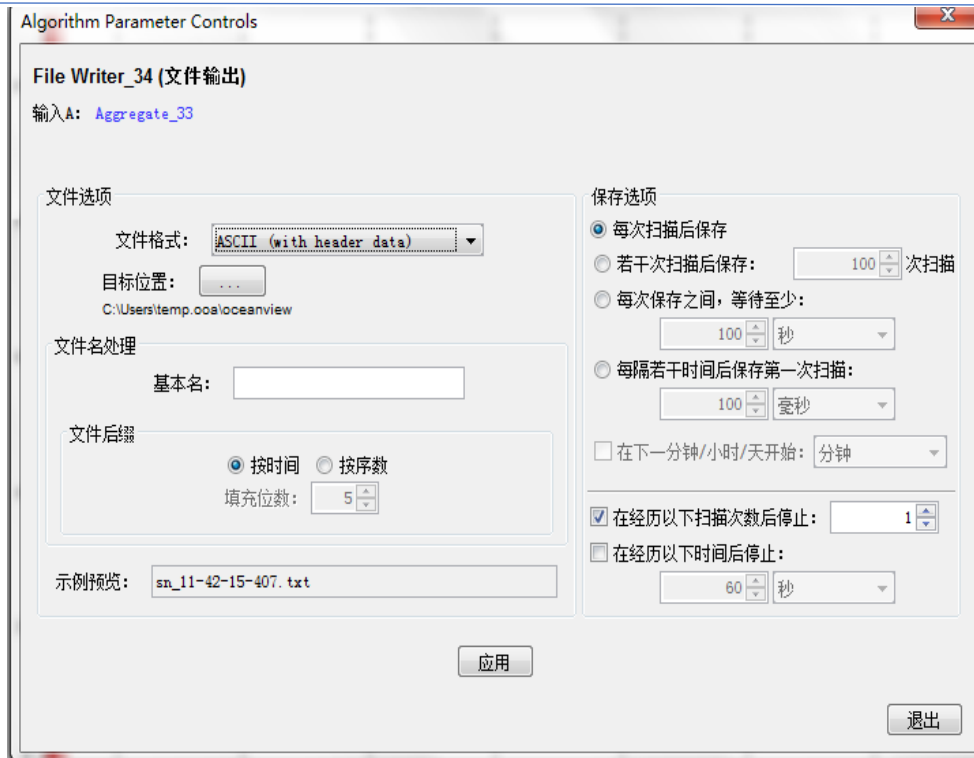 Algorithm Parameter Controls
X
File Writer_34 (文件输出)
输入A: Aggregate_33
文件选项
文件格式: ASCII (with header data)
目标位置: ...
C:\Users\temp.ooa\oceanview
文件名处理
基本名:
文件后缀
按时间 按序数
填充位数: 5
示例预览: sn_11-42-15-407.txt
保存选项
每次扫描后保存
若干次扫描后保存: 100 次扫描
每次保存之间, 等待至少:
100 秒
每隔若干时间后保存第一次扫描:
100 毫秒
在下一分钟/小时/天开始: 分钟
在经历以下扫描次数后停止: 1
在经历以下时间后停止:
60 秒
应用
退出